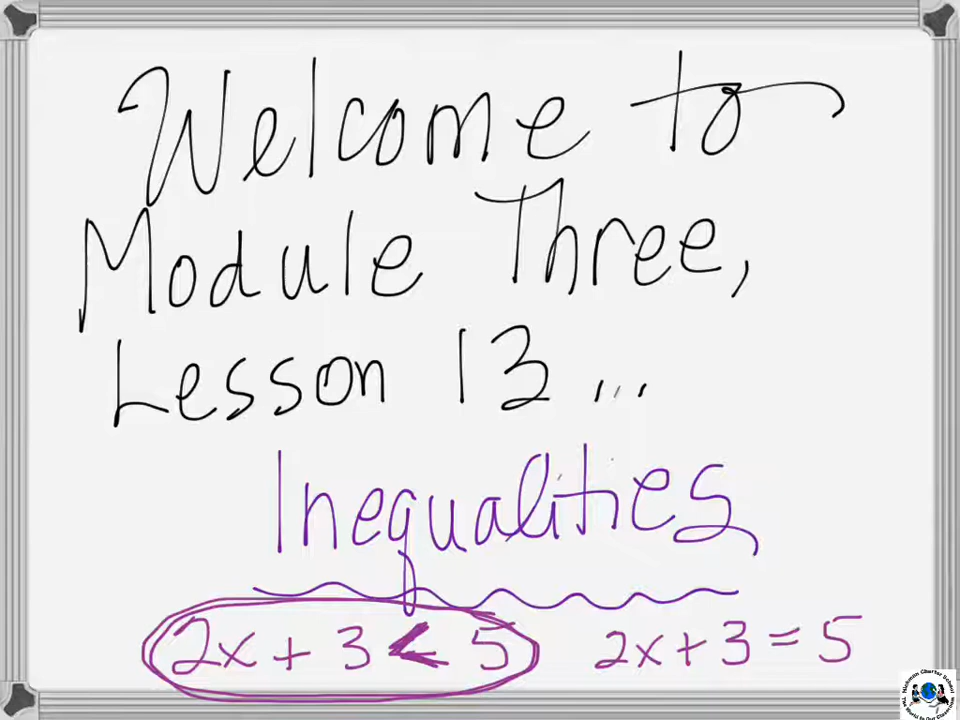 Welcome to
Module Three,
Lesson 13...
Inequalities
2x + 3 < 5 2x + 3 = 5